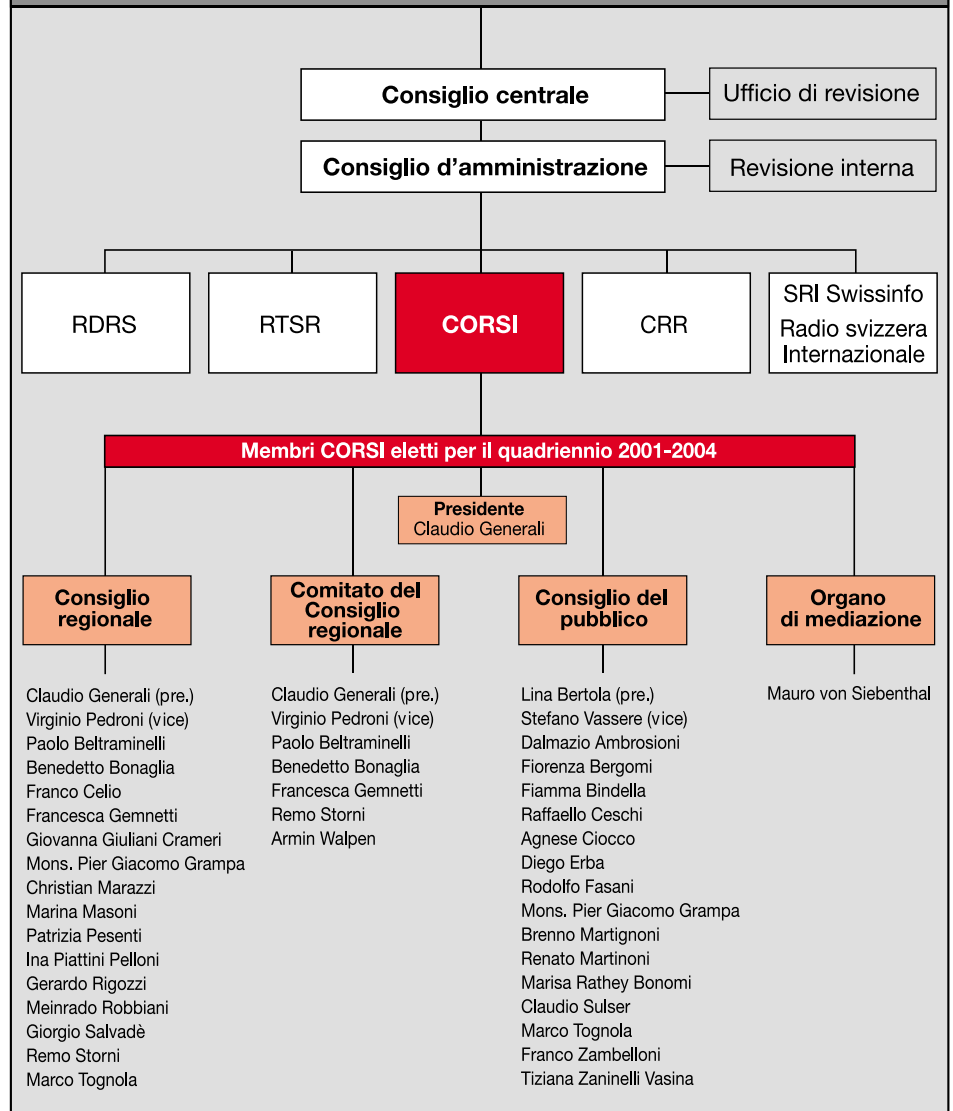 Consiglio centrale
Ufficio di revisione
Consiglio d'amministrazione
Revisione interna
RDRS
RTSR
CORSI
CRR
SRI Swissinfo
Radio svizzera
Internazionale
Membri CORSI eletti per il quadriennio 2001-2004
Presidente
Claudio Generali
Consiglio
regionale
Claudio Generali (pre.)
Virginio Pedroni (vice)
Paolo Beltraminelli
Benedetto Bonaglia
Franco Celio
Francesca Gemnetti
Giovanna Giuliani Crameri
Mons. Pier Giacomo Grampa
Christian Marazzi
Marina Masoni
Patrizia Pesenti
Ina Piattini Pelloni
Gerardo Rigozzi
Meinrado Robbiani
Giorgio Salvadè
Remo Storni
Marco Tognola
Comitato del
Consiglio
regionale
Claudio Generali (pre.)
Virginio Pedroni (vice)
Paolo Beltraminelli
Benedetto Bonaglia
Francesca Gemnetti
Remo Storni
Armin Walpen
Consiglio del
pubblico
Lina Bertola (pre.)
Stefano Vassere (vice)
Dalmazio Ambrosioni
Fiorenza Bergomi
Fiamma Bindella
Raffaello Ceschi
Agnese Ciocco
Diego Erba
Rodolfo Fasani
Mons. Pier Giacomo Grampa
Brenno Martignoni
Renato Martinoni
Marisa Rathey Bonomi
Claudio Sulser
Marco Tognola
Franco Zambelloni
Tiziana Zaninelli Vasina
Organo
di mediazione
Mauro von Siebenthal